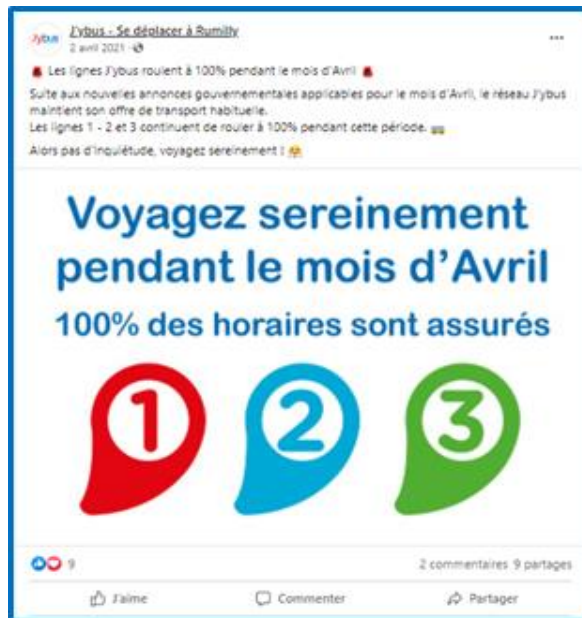 J'ybus
J'ybus - Se déplacer à Rumilly
2 avril 2021
Les lignes J'ybus roulent à 100% pendant le mois d'Avril
Suite aux nouvelles annonces gouvernementales applicables pour le mois d'Avril, le réseau J'ybus
maintient son offre de transport habituelle.
Les lignes 1 - 2 et 3 continuent de rouler à 100% pendant cette période.
Alors pas d'inquiétude, voyagez sereinement !
Voyagez sereinement
pendant le mois d'Avril
100% des horaires sont assurés
1 2 3
9 2 commentaires 9 partages
J'aime Commenter Partager